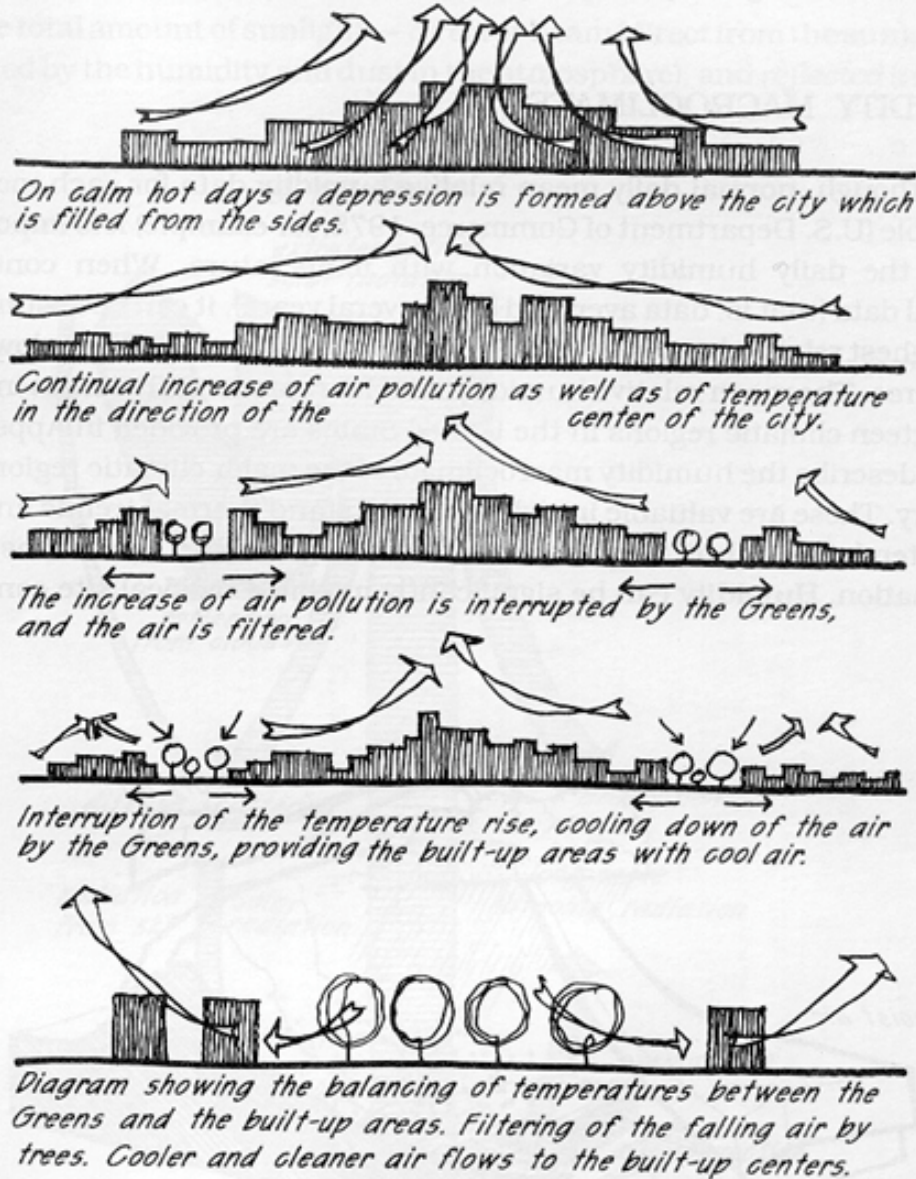 On calm hot days a depression is formed above the city which
is filled from the sides.
Continual increase of air pollution as well as of temperature
in the direction of the center of the city.
The increase of air pollution is interrupted by the Greens,
and the air is filtered.
Interruption of the temperature rise, cooling down of the air
by the Greens, providing the built-up areas with cool air.
Diagram showing the balancing of temperatures between the
Greens and the built-up areas. Filtering of the falling air by
trees. Cooler and cleaner air flows to the built-up centers.